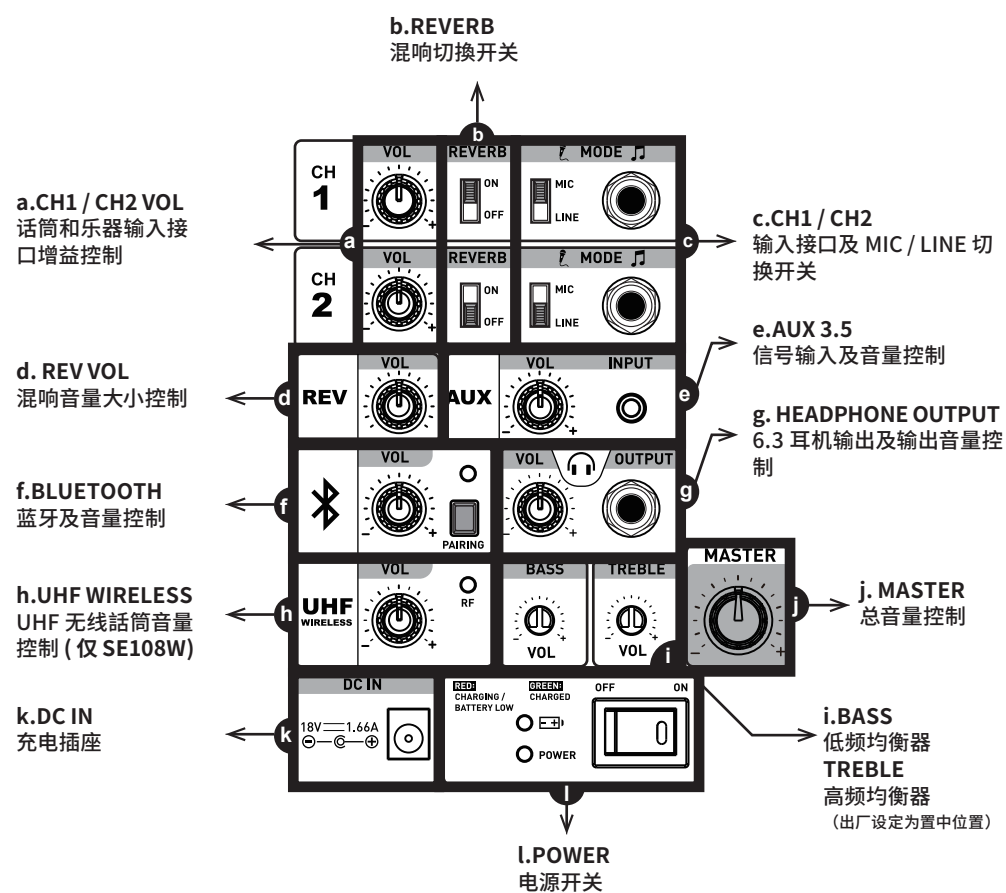 b.REVERB
混响切換开关
b
VOL
REVERB
MODE
CH
1
ON
OFF
MIC
LINE
a.CH1 / CH2 VOL
话筒和乐器输入接
口增益控制
a
c
c.CH1 / CH2
输入接口及 MIC / LINE 切
换开关
VOL
REVERB
MODE
CH
2
ON
OFF
MIC
LINE
- +
e.AUX 3.5
信号输入及音量控制
d. REV VOL
混响音量大小控制
d
REV
VOL
- +
AUX
VOL
- +
INPUT
e
g. HEADPHONE OUTPUT
6.3 耳机输出及输出音量控
制
f.BLUETOOTH
蓝牙及音量控制
f
VOL
- +
PAIRING
VOL
- +
OUTPUT
g
h.UHF WIRELESS
UHF 无线話筒音量
控制 ( 仅 SE108W)
h
UHF
WIRELESS
VOL
- +
RF
BASS
- +
VOL
TREBLE
- +
VOL
i
MASTER
- +
j
j. MASTER
总音量控制
k.DC IN
充电插座
k
DC IN
18V 1.66A
RED:
CHARGING /
BATTERY LOW
GREEN:
CHARGED
POWER
OFF
ON
l
i.BASS
低频均衡器
TREBLE
高频均衡器
（出厂设定为置中位置）
l.POWER
电源开关